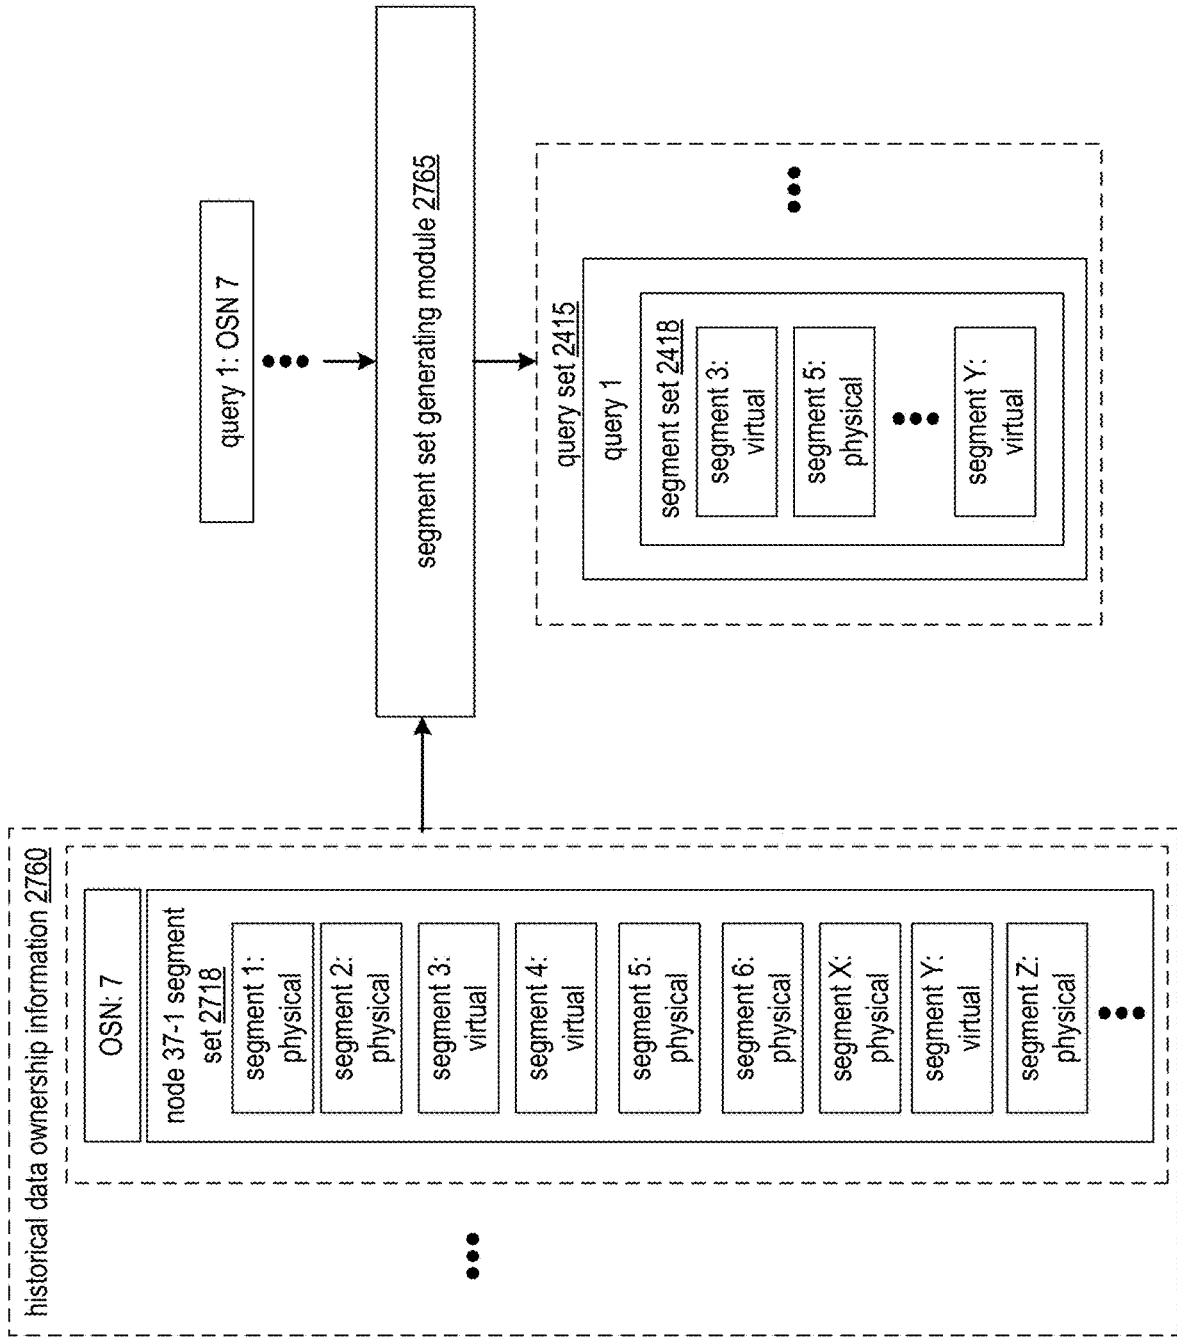 historical data ownership information 2760
OSN: 7
node 37-1 segment
set 2718
segment 1:
physical
segment 2:
physical
segment 3:
virtual
segment 4:
virtual
segment 5:
physical
segment 6:
physical
segment X:
physical
segment Y:
virtual
segment Z:
physical
query 1: OSN 7
segment set generating module 2765
query set 2415
query 1
segment set 2418
segment 3:
virtual
segment 5:
physical
segment Y:
virtual